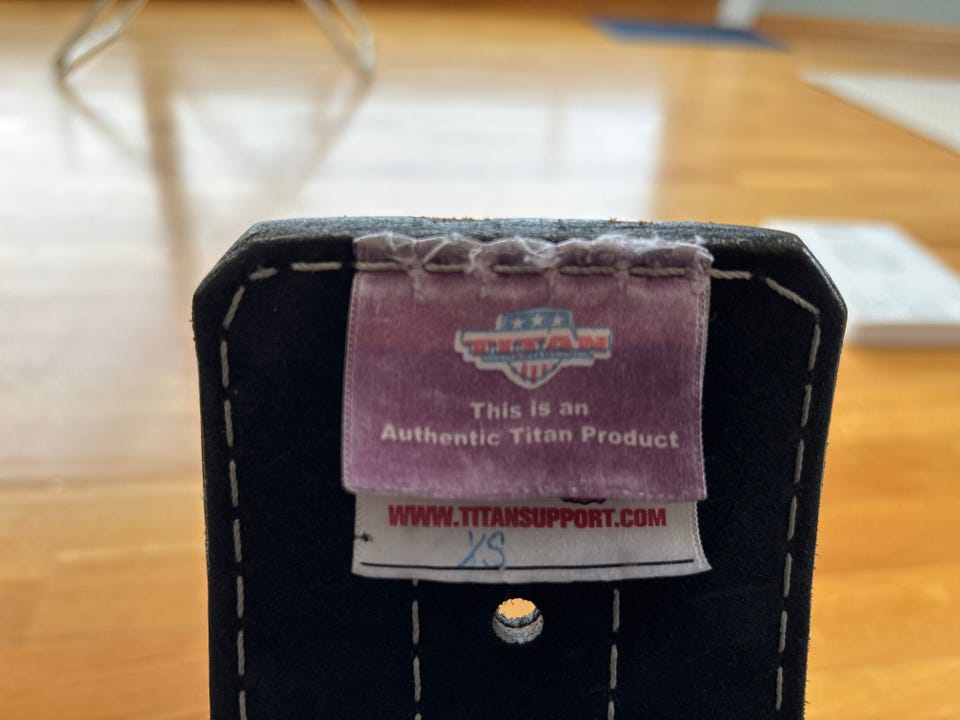 TITAN
This is an
Authentic Titan Product
WWW.TITANSUPPORT.COM
XS